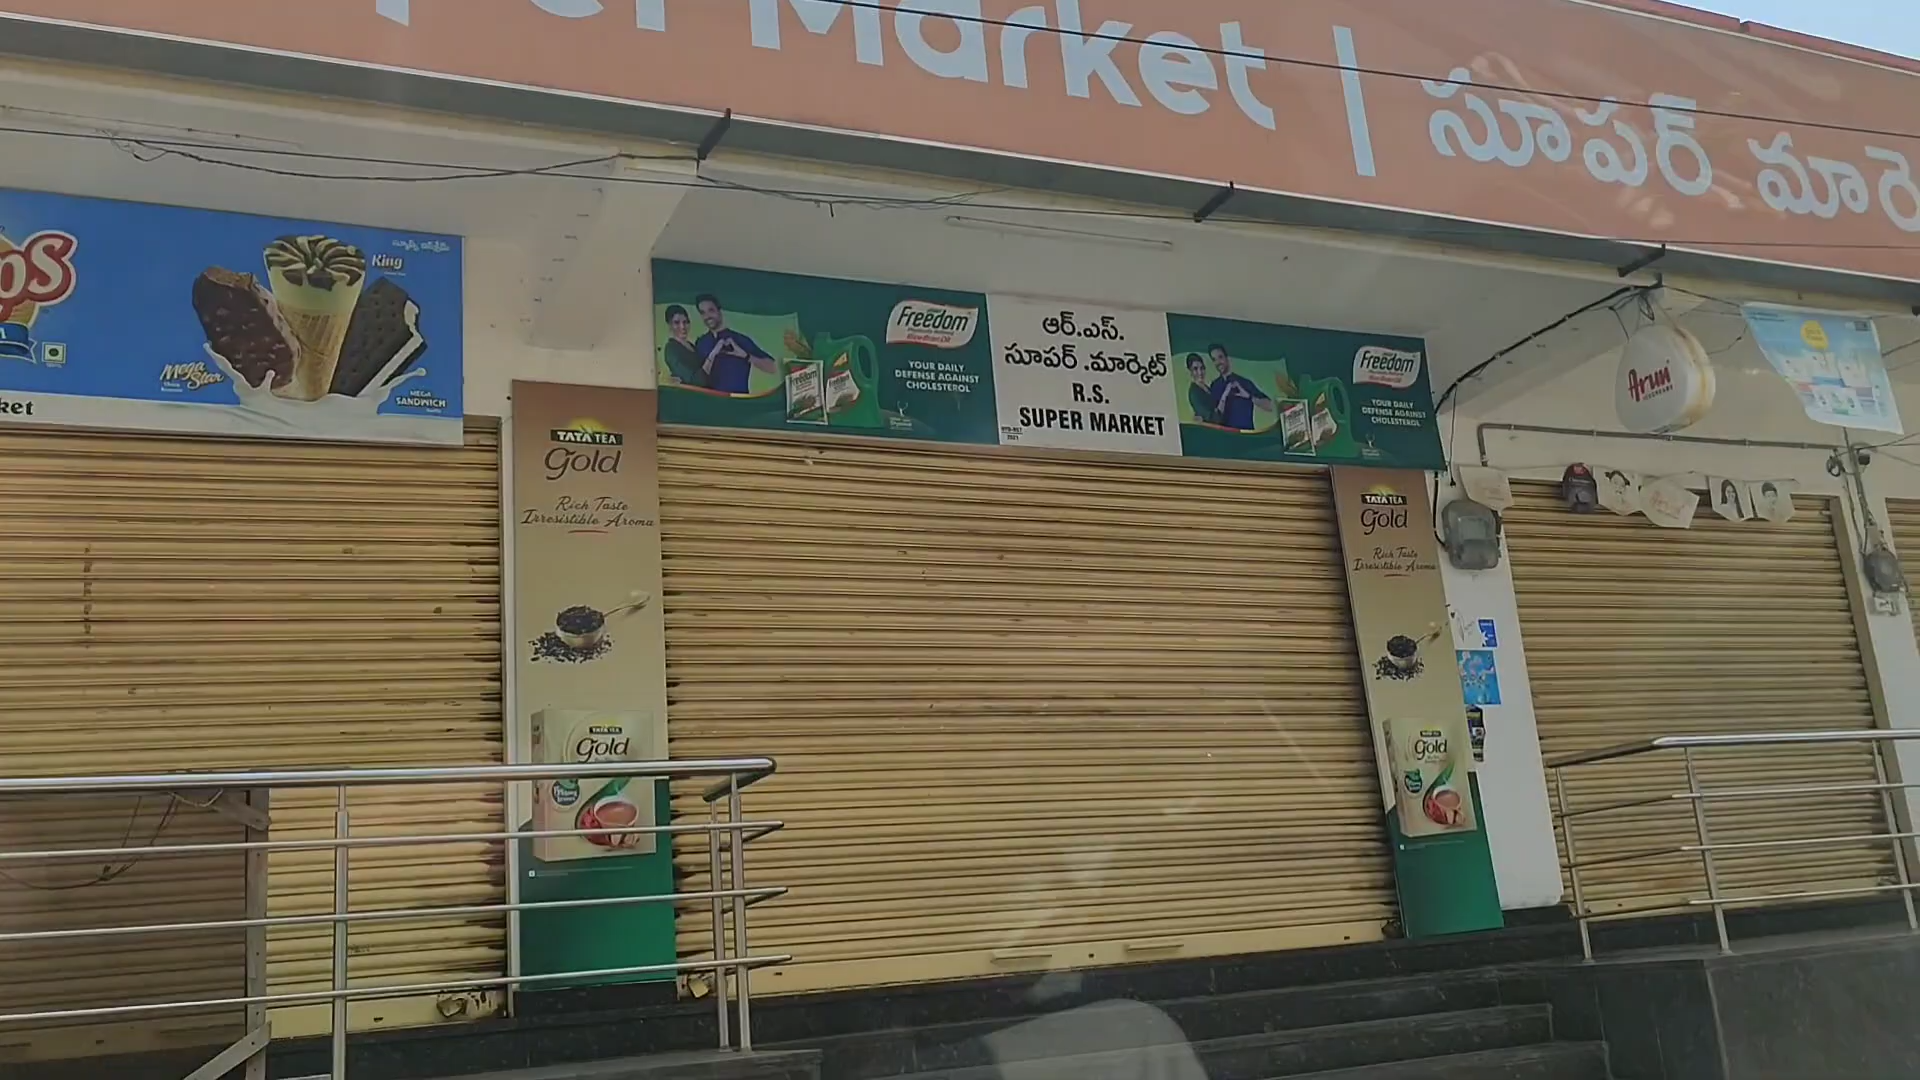 Market | సూపర్
King
Mega Star
MEGA SANDWICH
Freedom
YOUR DAILY
DEFENSE AGAINST
CHOLESTEROL
ఆర్.ఎస్.
సూపర్ .మార్కెట్
R.S.
SUPER MARKET
2021
Freedom
YOUR DAILY
DEFENSE AGAINST
CHOLESTEROL
Arun
TATA TEA
Gold
Rich Taste
Irresistible Aroma
TATA TEA
Gold
TATA TEA
Gold
Rich Taste
Irresistible Aroma
TATA TEA
Gold